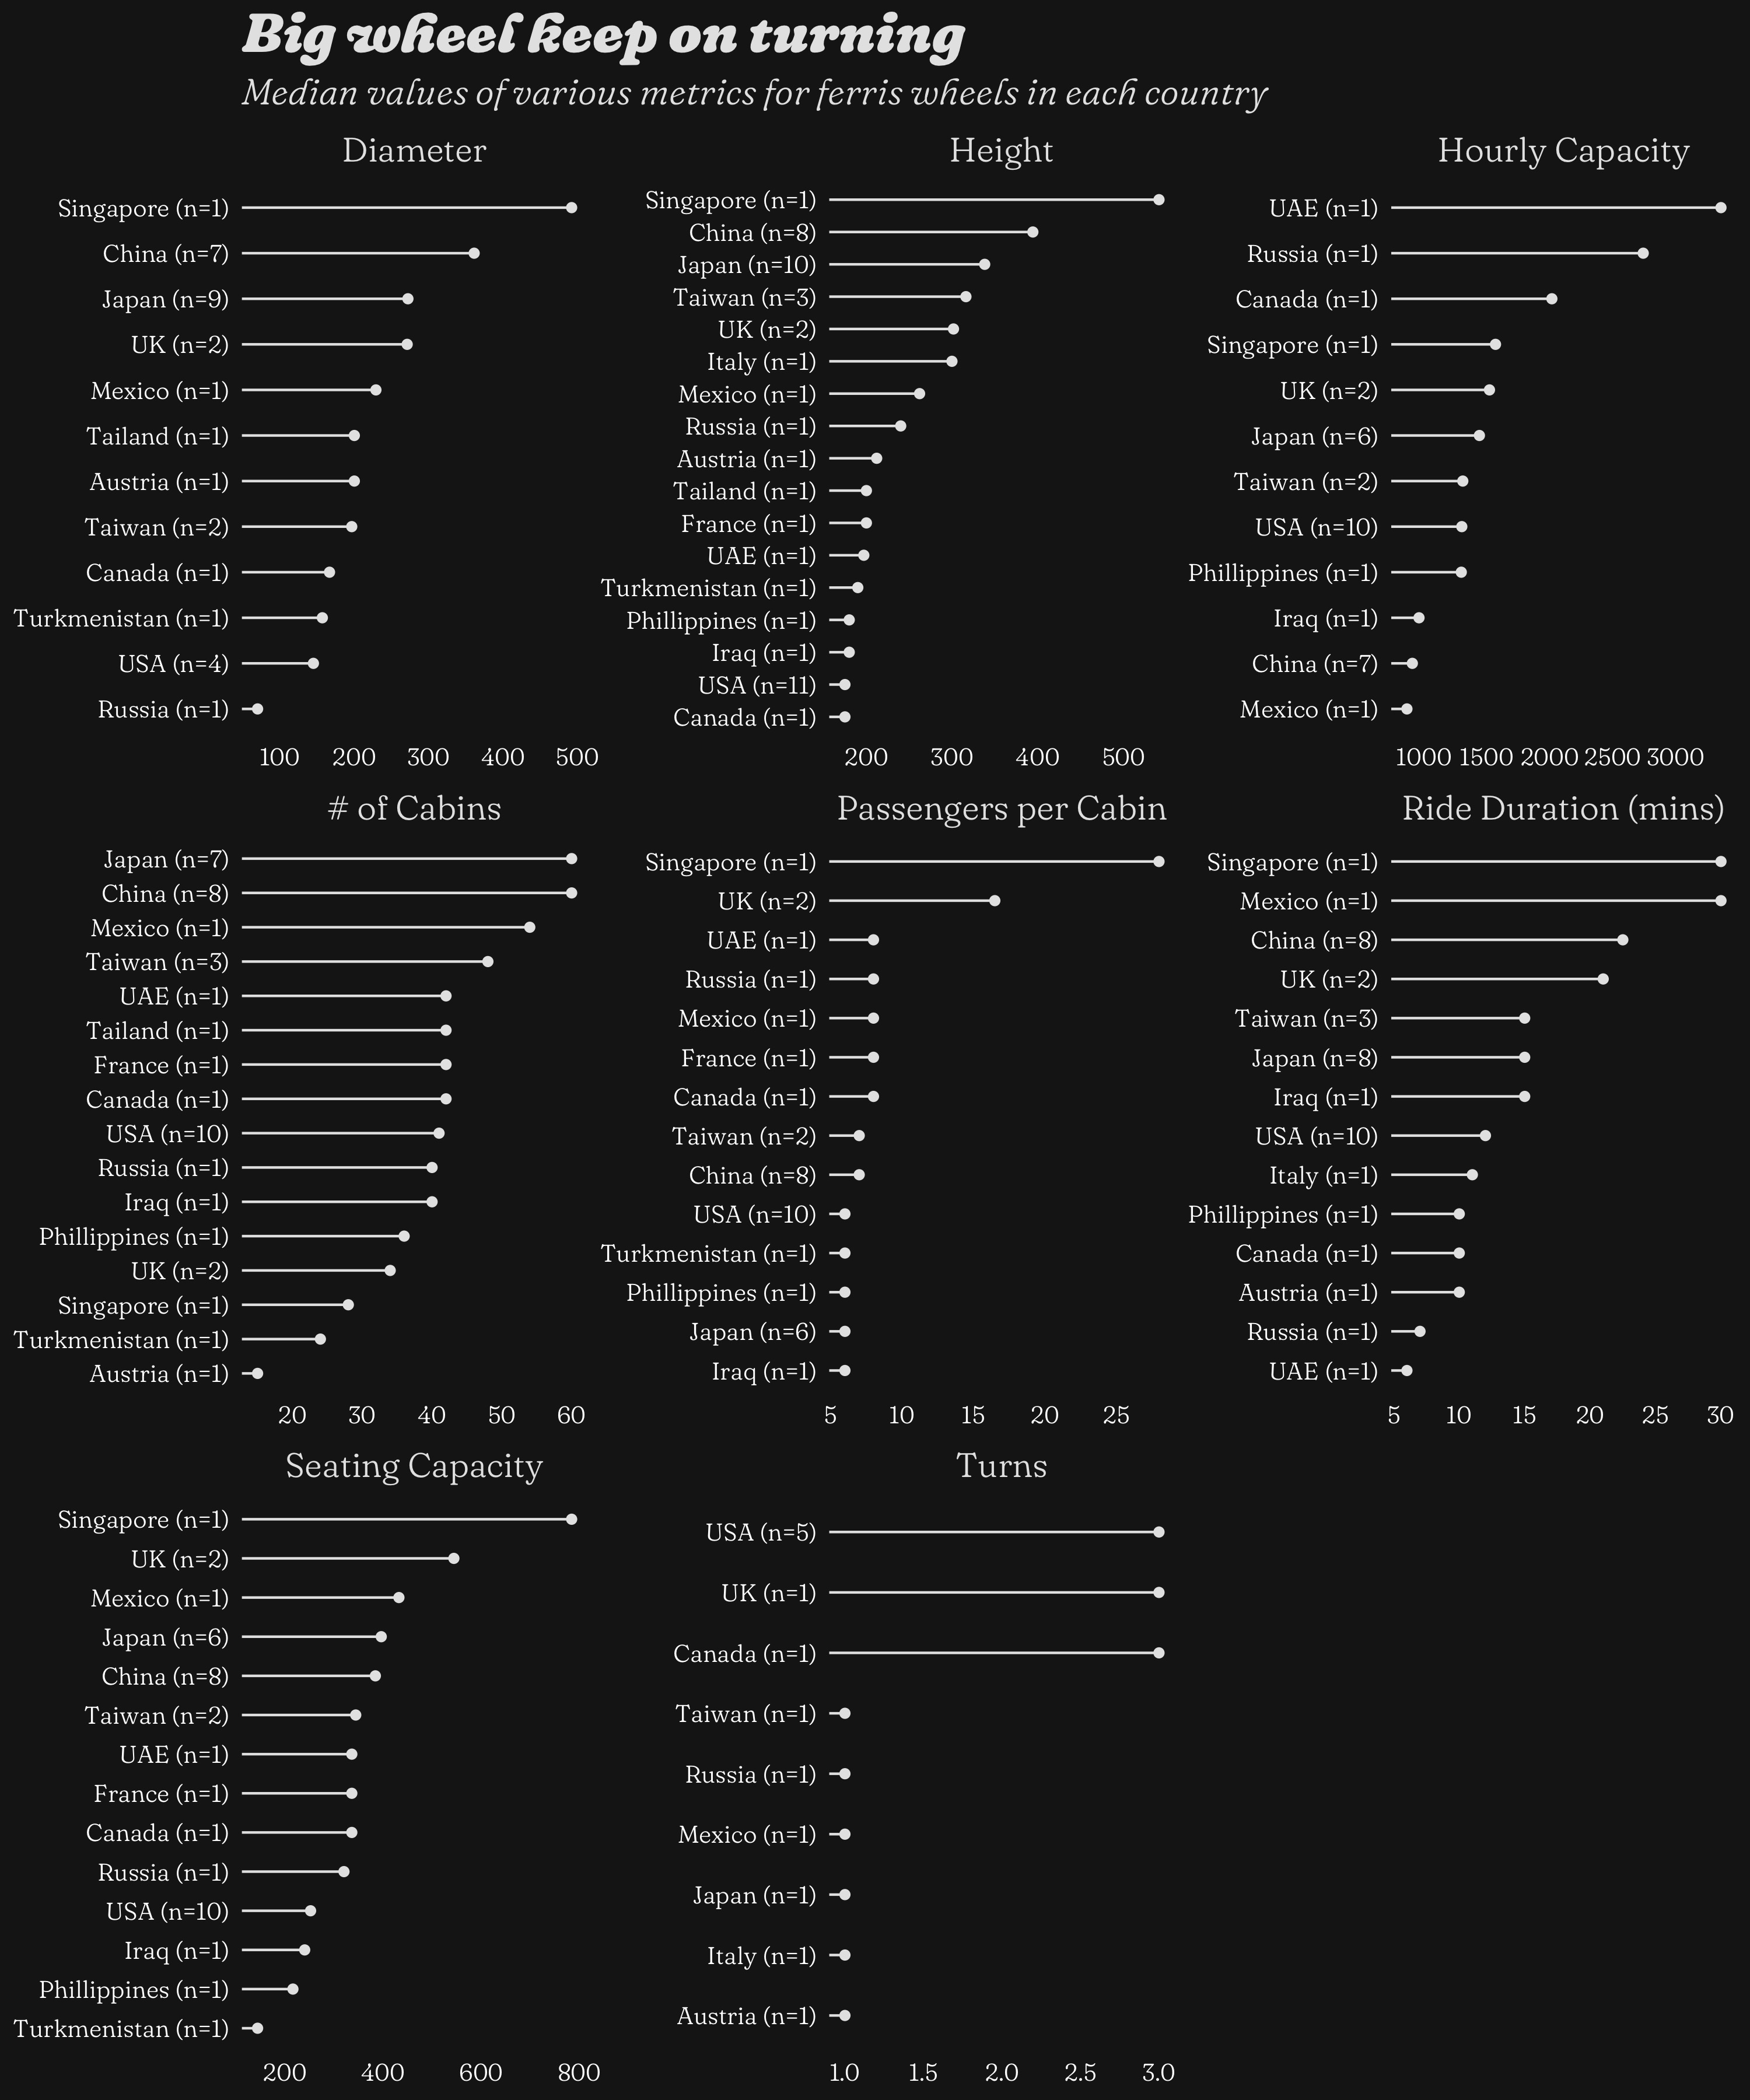 Big wheel keep on turning
Median values of various metrics for ferris wheels in each country
Diameter
Singapore (n=1)
China (n=7)
Japan (n=9)
UK (n=2)
Mexico (n=1)
Tailand (n=1)
Austria (n=1)
Taiwan (n=2)
Canada (n=1)
Turkmenistan (n=1)
USA (n=4)
Russia (n=1)
100 200 300 400 500
Height
Singapore (n=1)
China (n=8)
Japan (n=10)
Taiwan (n=3)
UK (n=2)
Italy (n=1)
Mexico (n=1)
Russia (n=1)
Austria (n=1)
Tailand (n=1)
France (n=1)
UAE (n=1)
Turkmenistan (n=1)
Phillippines (n=1)
Iraq (n=1)
USA (n=11)
Canada (n=1)
200 300 400 500
Hourly Capacity
UAE (n=1)
Russia (n=1)
Canada (n=1)
Singapore (n=1)
UK (n=2)
Japan (n=6)
Taiwan (n=2)
USA (n=10)
Phillippines (n=1)
Iraq (n=1)
China (n=7)
Mexico (n=1)
1000 1500 2000 2500 3000
# of Cabins
Japan (n=7)
China (n=8)
Mexico (n=1)
Taiwan (n=3)
UAE (n=1)
Tailand (n=1)
France (n=1)
Canada (n=1)
USA (n=10)
Russia (n=1)
Iraq (n=1)
Phillippines (n=1)
UK (n=2)
Singapore (n=1)
Turkmenistan (n=1)
Austria (n=1)
20 30 40 50 60
Passengers per Cabin
Singapore (n=1)
UK (n=2)
UAE (n=1)
Russia (n=1)
Mexico (n=1)
France (n=1)
Canada (n=1)
Taiwan (n=2)
China (n=8)
USA (n=10)
Turkmenistan (n=1)
Phillippines (n=1)
Japan (n=6)
Iraq (n=1)
5 10 15 20 25
Ride Duration (mins)
Singapore (n=1)
Mexico (n=1)
China (n=8)
UK (n=2)
Taiwan (n=3)
Japan (n=8)
Iraq (n=1)
USA (n=10)
Italy (n=1)
Phillippines (n=1)
Canada (n=1)
Austria (n=1)
Russia (n=1)
UAE (n=1)
5 10 15 20 25 30
Seating Capacity
Singapore (n=1)
UK (n=2)
Mexico (n=1)
Japan (n=6)
China (n=8)
Taiwan (n=2)
UAE (n=1)
France (n=1)
Canada (n=1)
Russia (n=1)
USA (n=10)
Iraq (n=1)
Phillippines (n=1)
Turkmenistan (n=1)
200 400 600 800
Turns
USA (n=5)
UK (n=1)
Canada (n=1)
Taiwan (n=1)
Russia (n=1)
Mexico (n=1)
Japan (n=1)
Italy (n=1)
Austria (n=1)
1.0 1.5 2.0 2.5 3.0